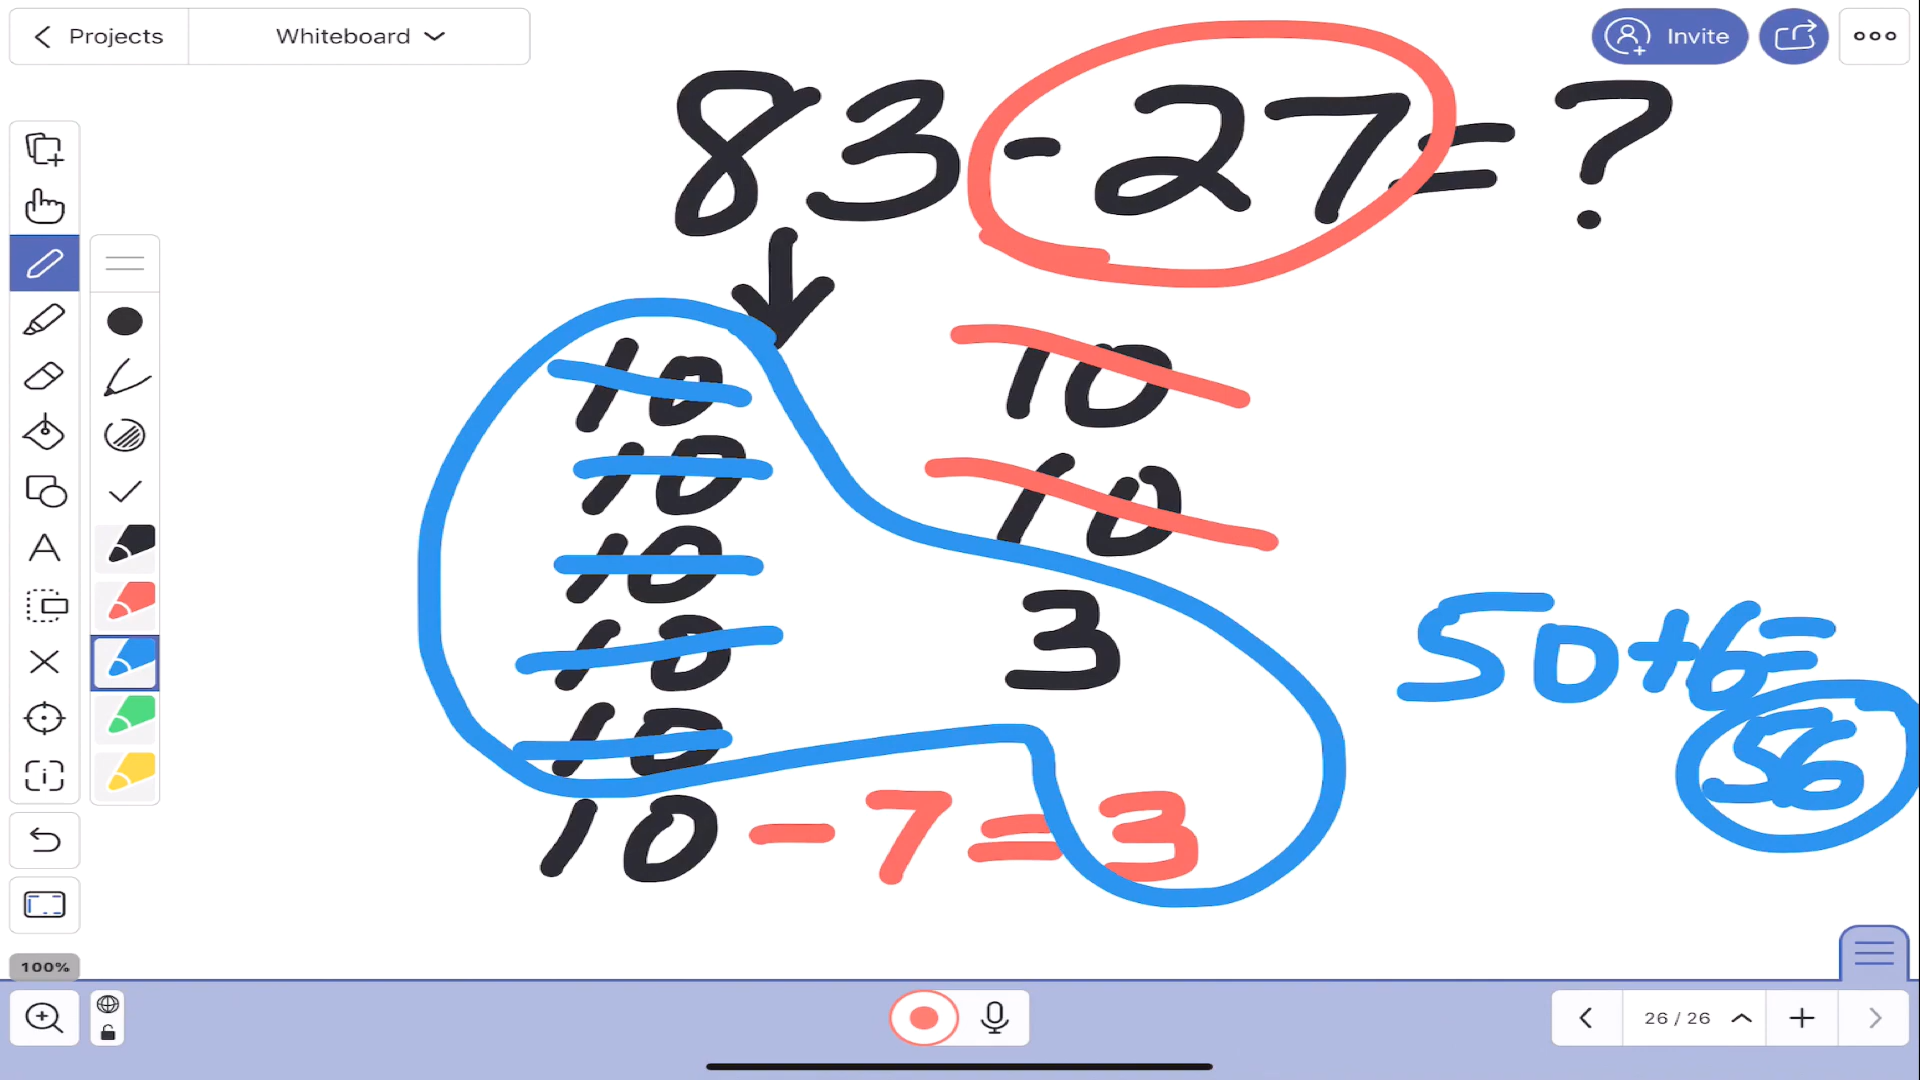 Projects Whiteboard Invite
83 - 27 = ?
10 10
10 10
10 3
10 50+6=
10 56
10 - 7 = 3
100%
26 / 26